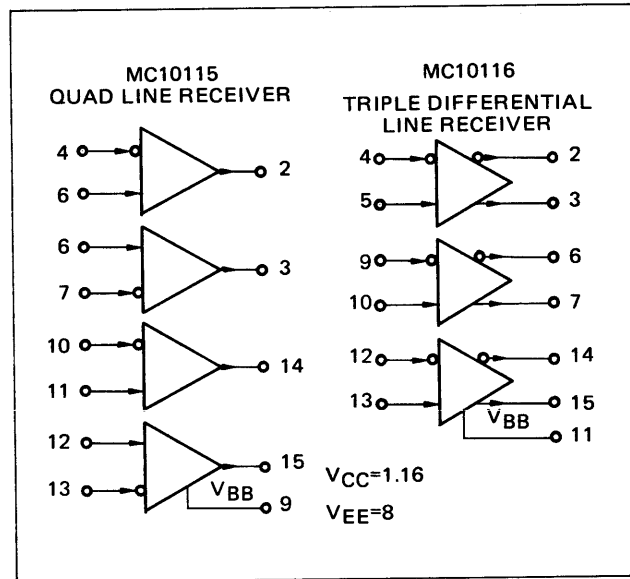 MC10115
QUAD LINE RECEIVER
4
6
2
6
7
3
10
11
14
12
13
15
VBB
9
MC10116
TRIPLE DIFFERENTIAL
LINE RECEIVER
4
5
2
3
9
10
6
7
12
13
14
15
VBB
11
VCC=1.16
VEE=8